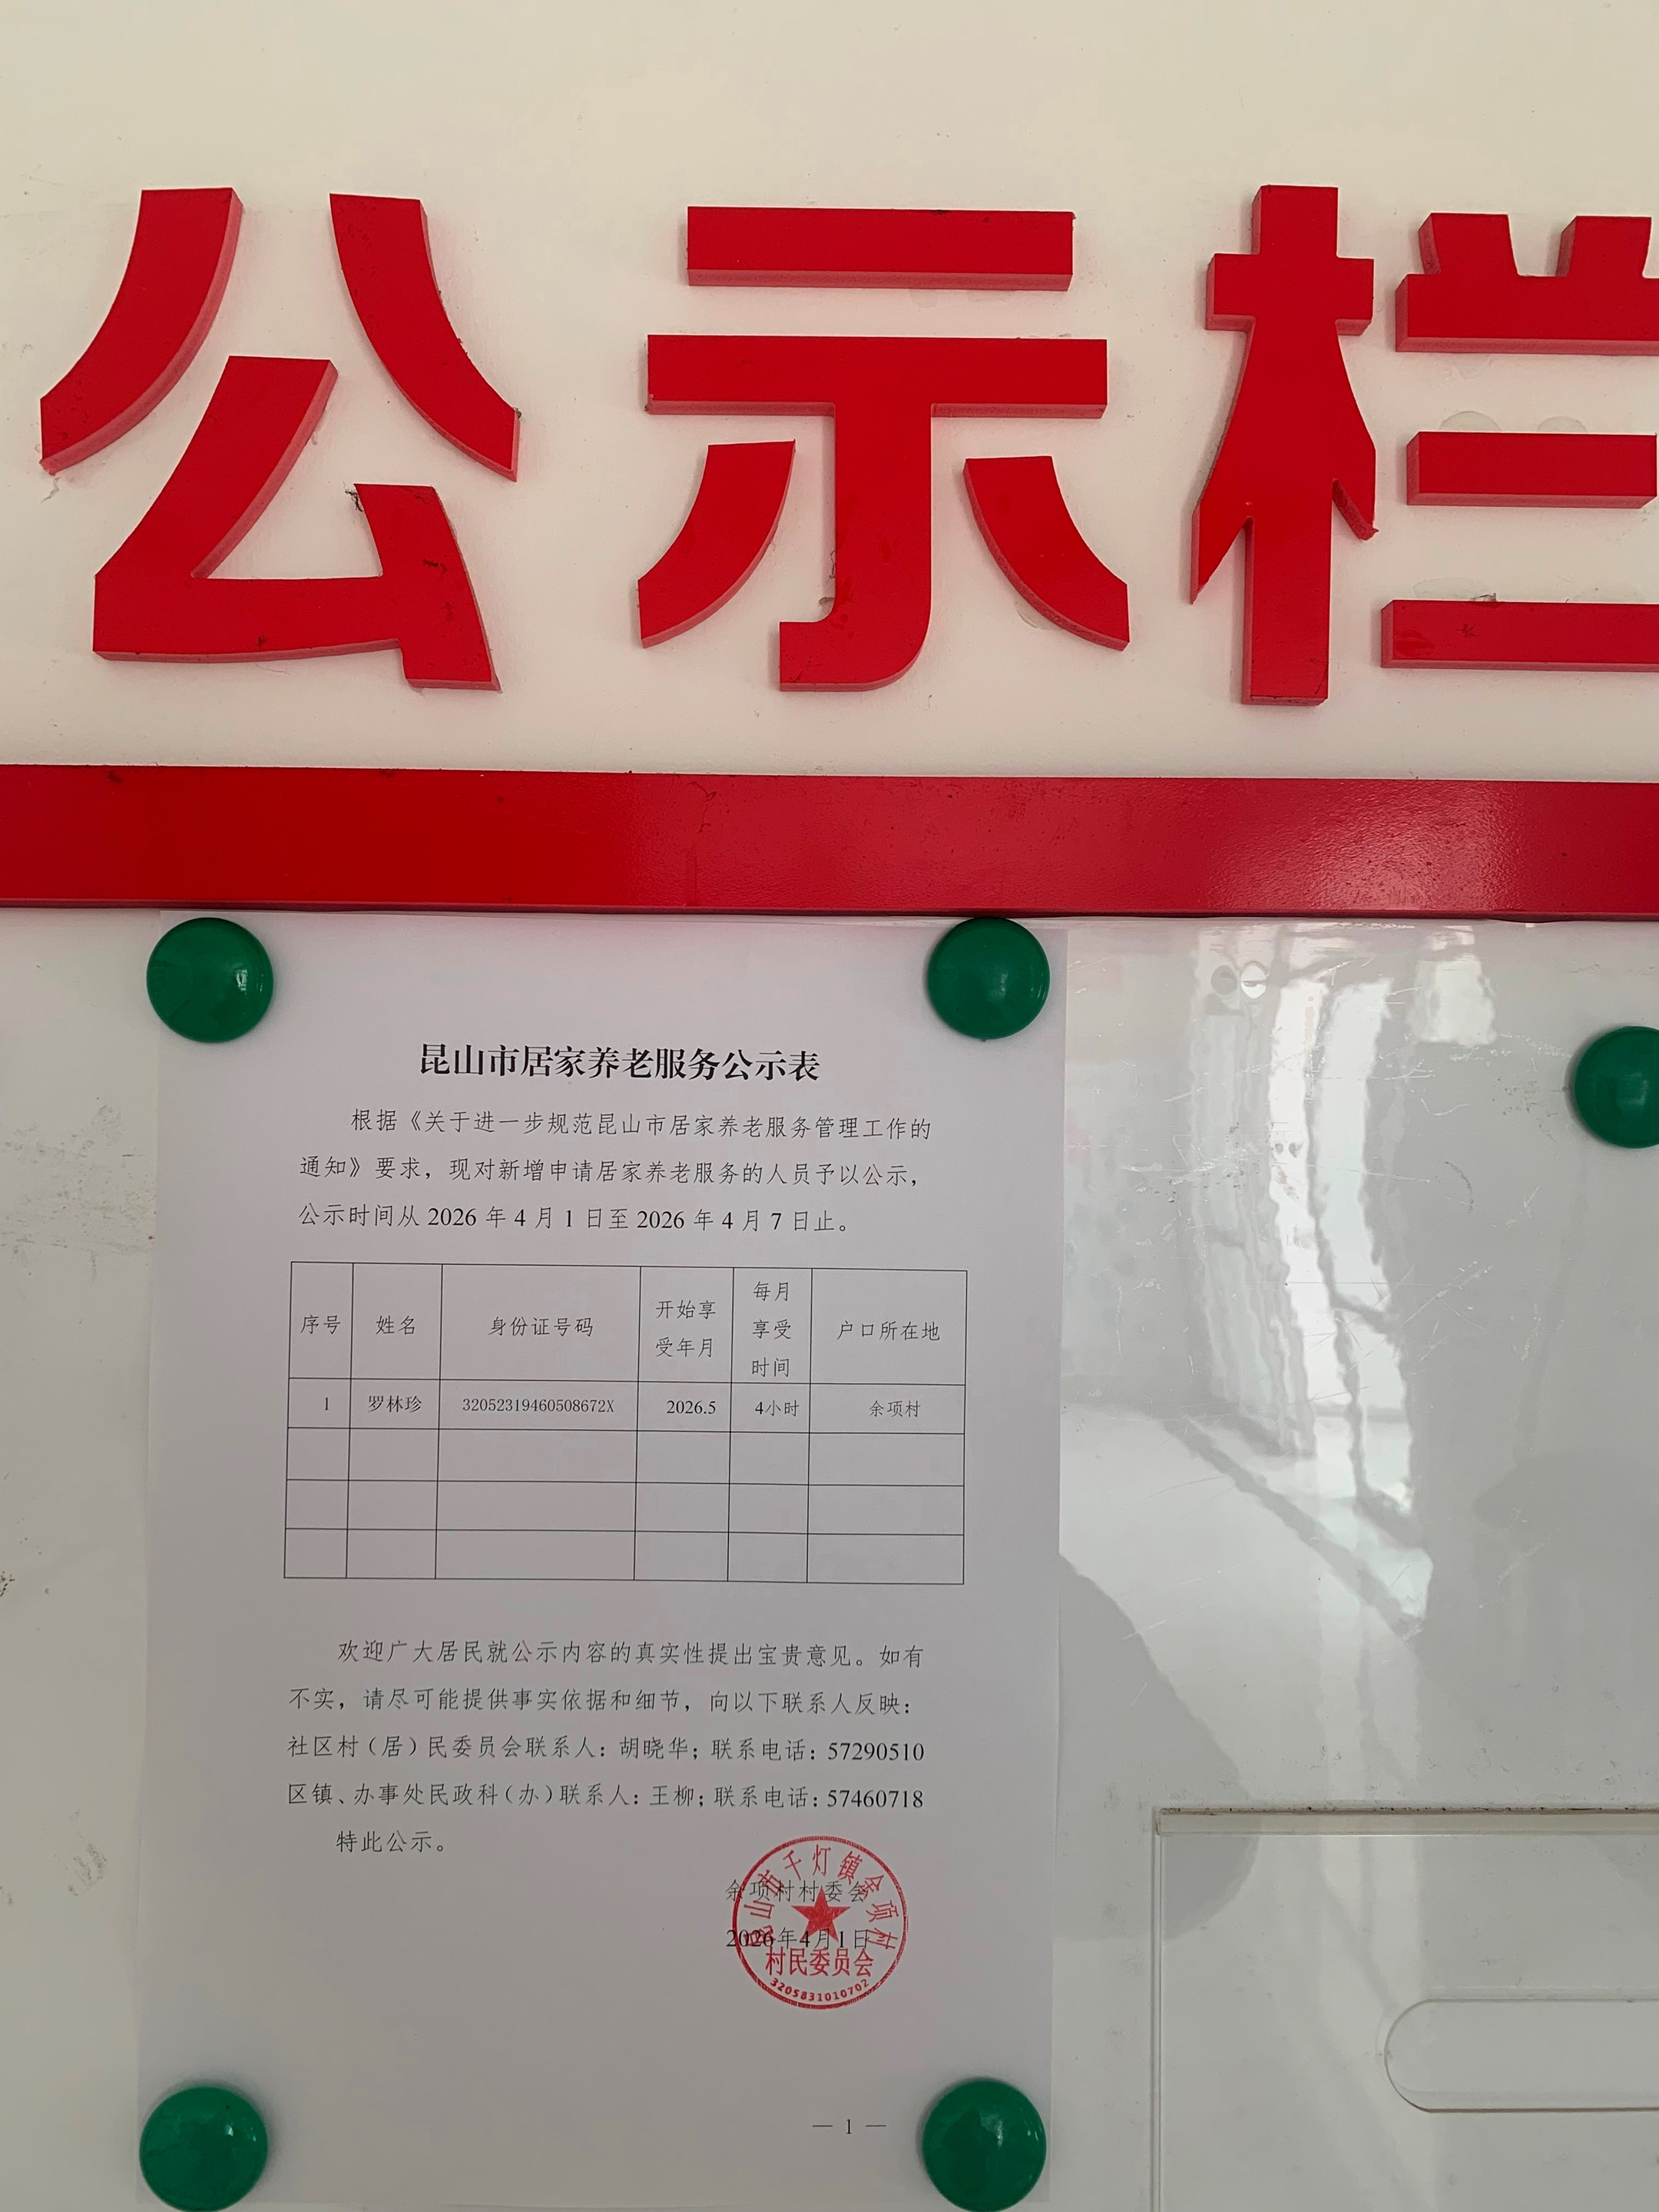 公示栏
昆山市居家养老服务公示表
根据《关于进一步规范昆山市居家养老服务管理工作的
通知》要求，现对新增申请居家养老服务的人员予以公示，
公示时间从 2026 年 4 月 1 日至 2026 年 4 月 7 日止。
序号 姓名 身份证号码 开始享受年月 每月享受时间 户口所在地
1 罗林珍 32052319460508672X 2026.5 4小时 余项村
欢迎广大居民就公示内容的真实性提出宝贵意见。如有
不实，请尽可能提供事实依据和细节，向以下联系人反映：
社区村（居）民委员会联系人：胡晓华；联系电话：57290510
区镇、办事处民政科（办）联系人：王柳；联系电话：57460718
特此公示。
余项村村委会
2026年4月1日
昆山市千灯镇余项村
村民委员会
3205831010702
— 1 —